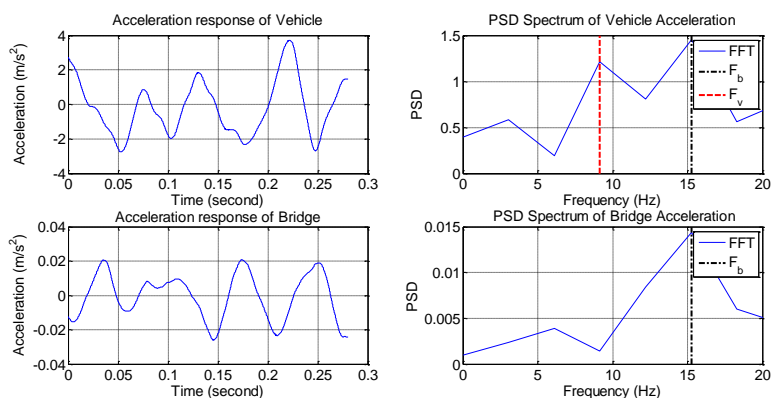 Acceleration response of Vehicle
Acceleration (m/s²)
4
2
0
-2
-4
0 0.05 0.1 0.15 0.2 0.25 0.3
Time (second)
PSD Spectrum of Vehicle Acceleration
PSD
1.5
1
0.5
0
0 5 10 15 20
Frequency (Hz)
FFT
F_b
F_v
Acceleration response of Bridge
Acceleration (m/s²)
0.04
0.02
0
-0.02
-0.04
0 0.05 0.1 0.15 0.2 0.25 0.3
Time (second)
PSD Spectrum of Bridge Acceleration
PSD
0.015
0.01
0.005
0
0 5 10 15 20
Frequency (Hz)
FFT
F_b